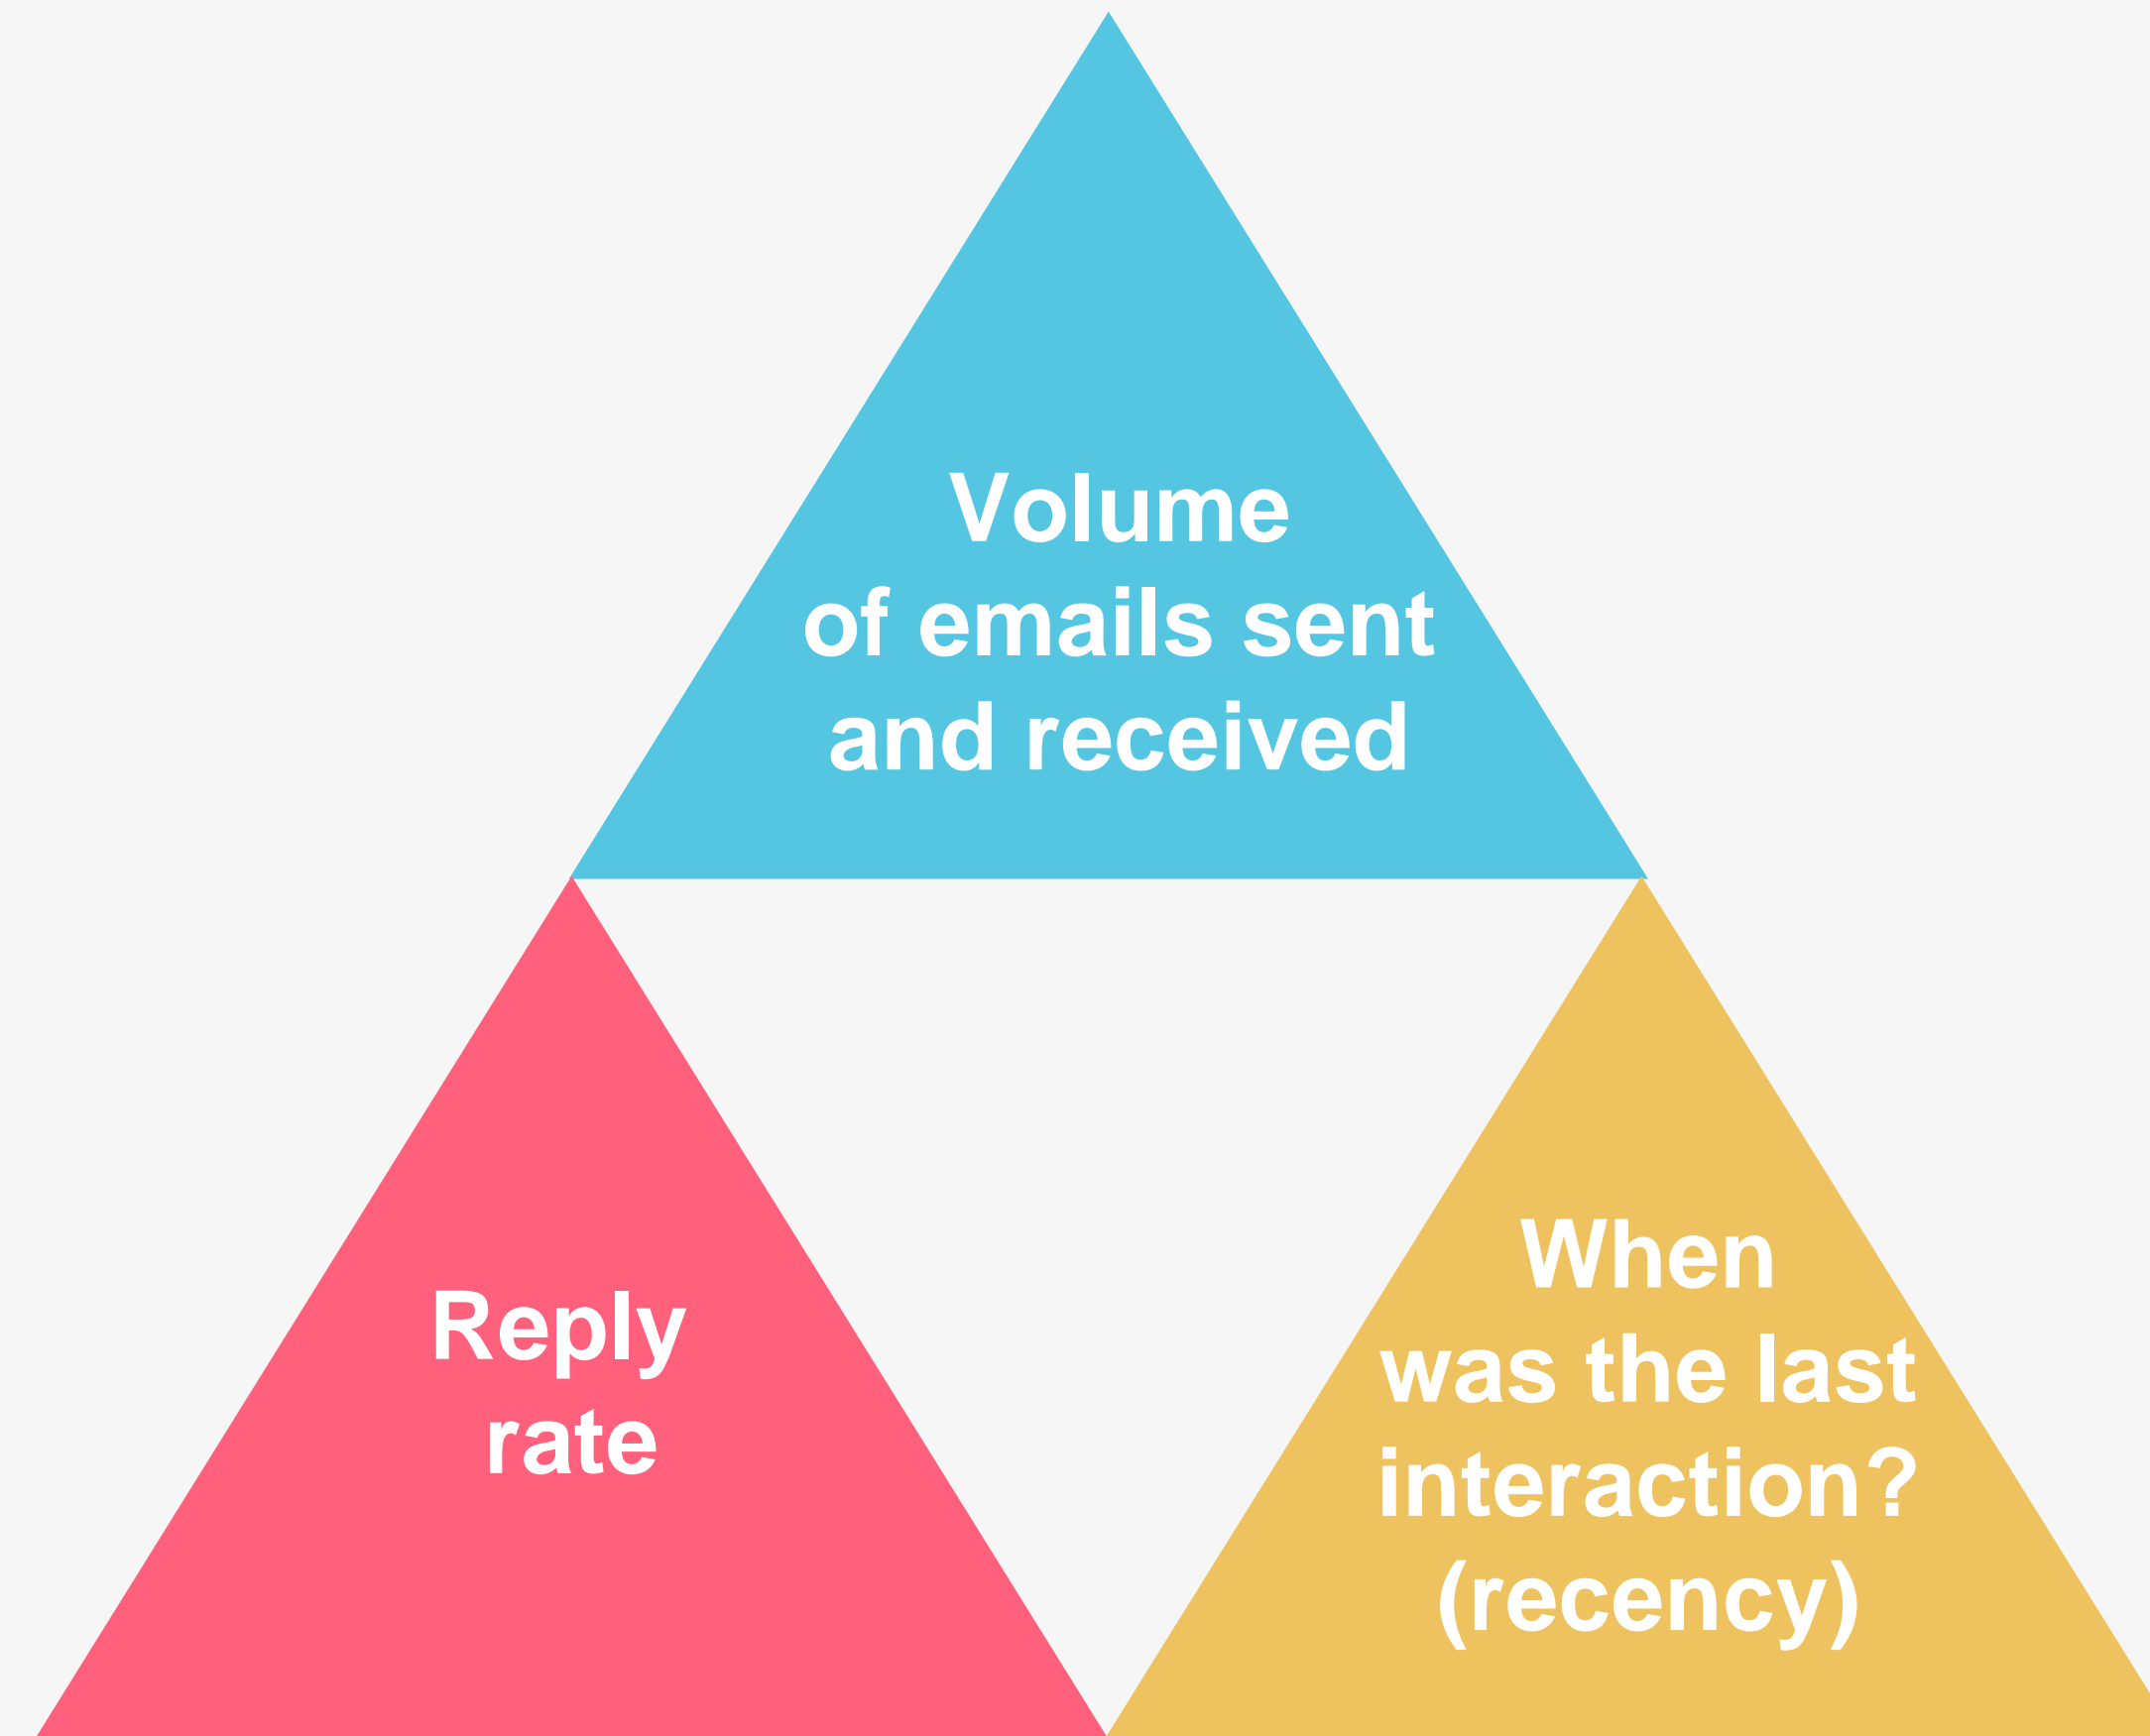 Volume
of emails sent
and received
Reply
rate
When
was the last
interaction?
(recency)